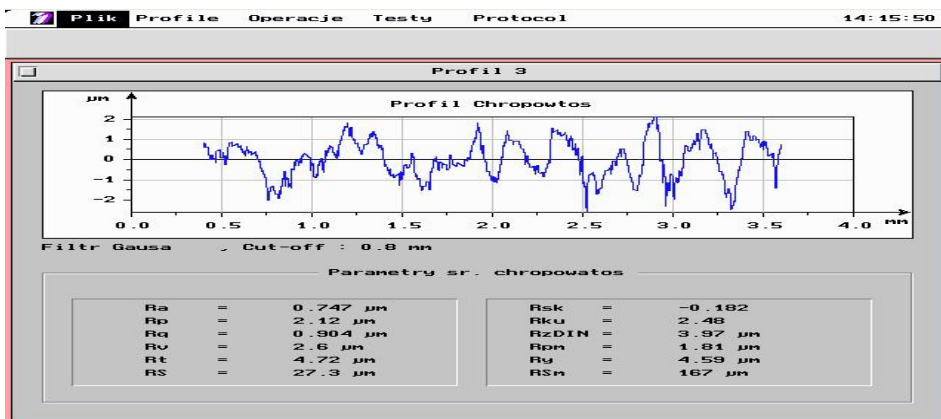 Plik Profile Operacje Testy Protocol 14:15:50
Profil 3
µm Profil Chropowtos
2
1
0
-1
-2
0.0 0.5 1.0 1.5 2.0 2.5 3.0 3.5 4.0 mm
Filtr Gausa , Cut-off : 0.8 mm
Parametry sr. chropowatos
Ra = 0.747 µm Rsk = -0.182
Rp = 2.12 µm Rku = 2.48
Rq = 0.904 µm RzDIN = 3.97 µm
Rv = 2.6 µm Rpm = 1.81 µm
Rt = 4.72 µm Ry = 4.59 µm
RS = 27.3 µm RSm = 167 µm